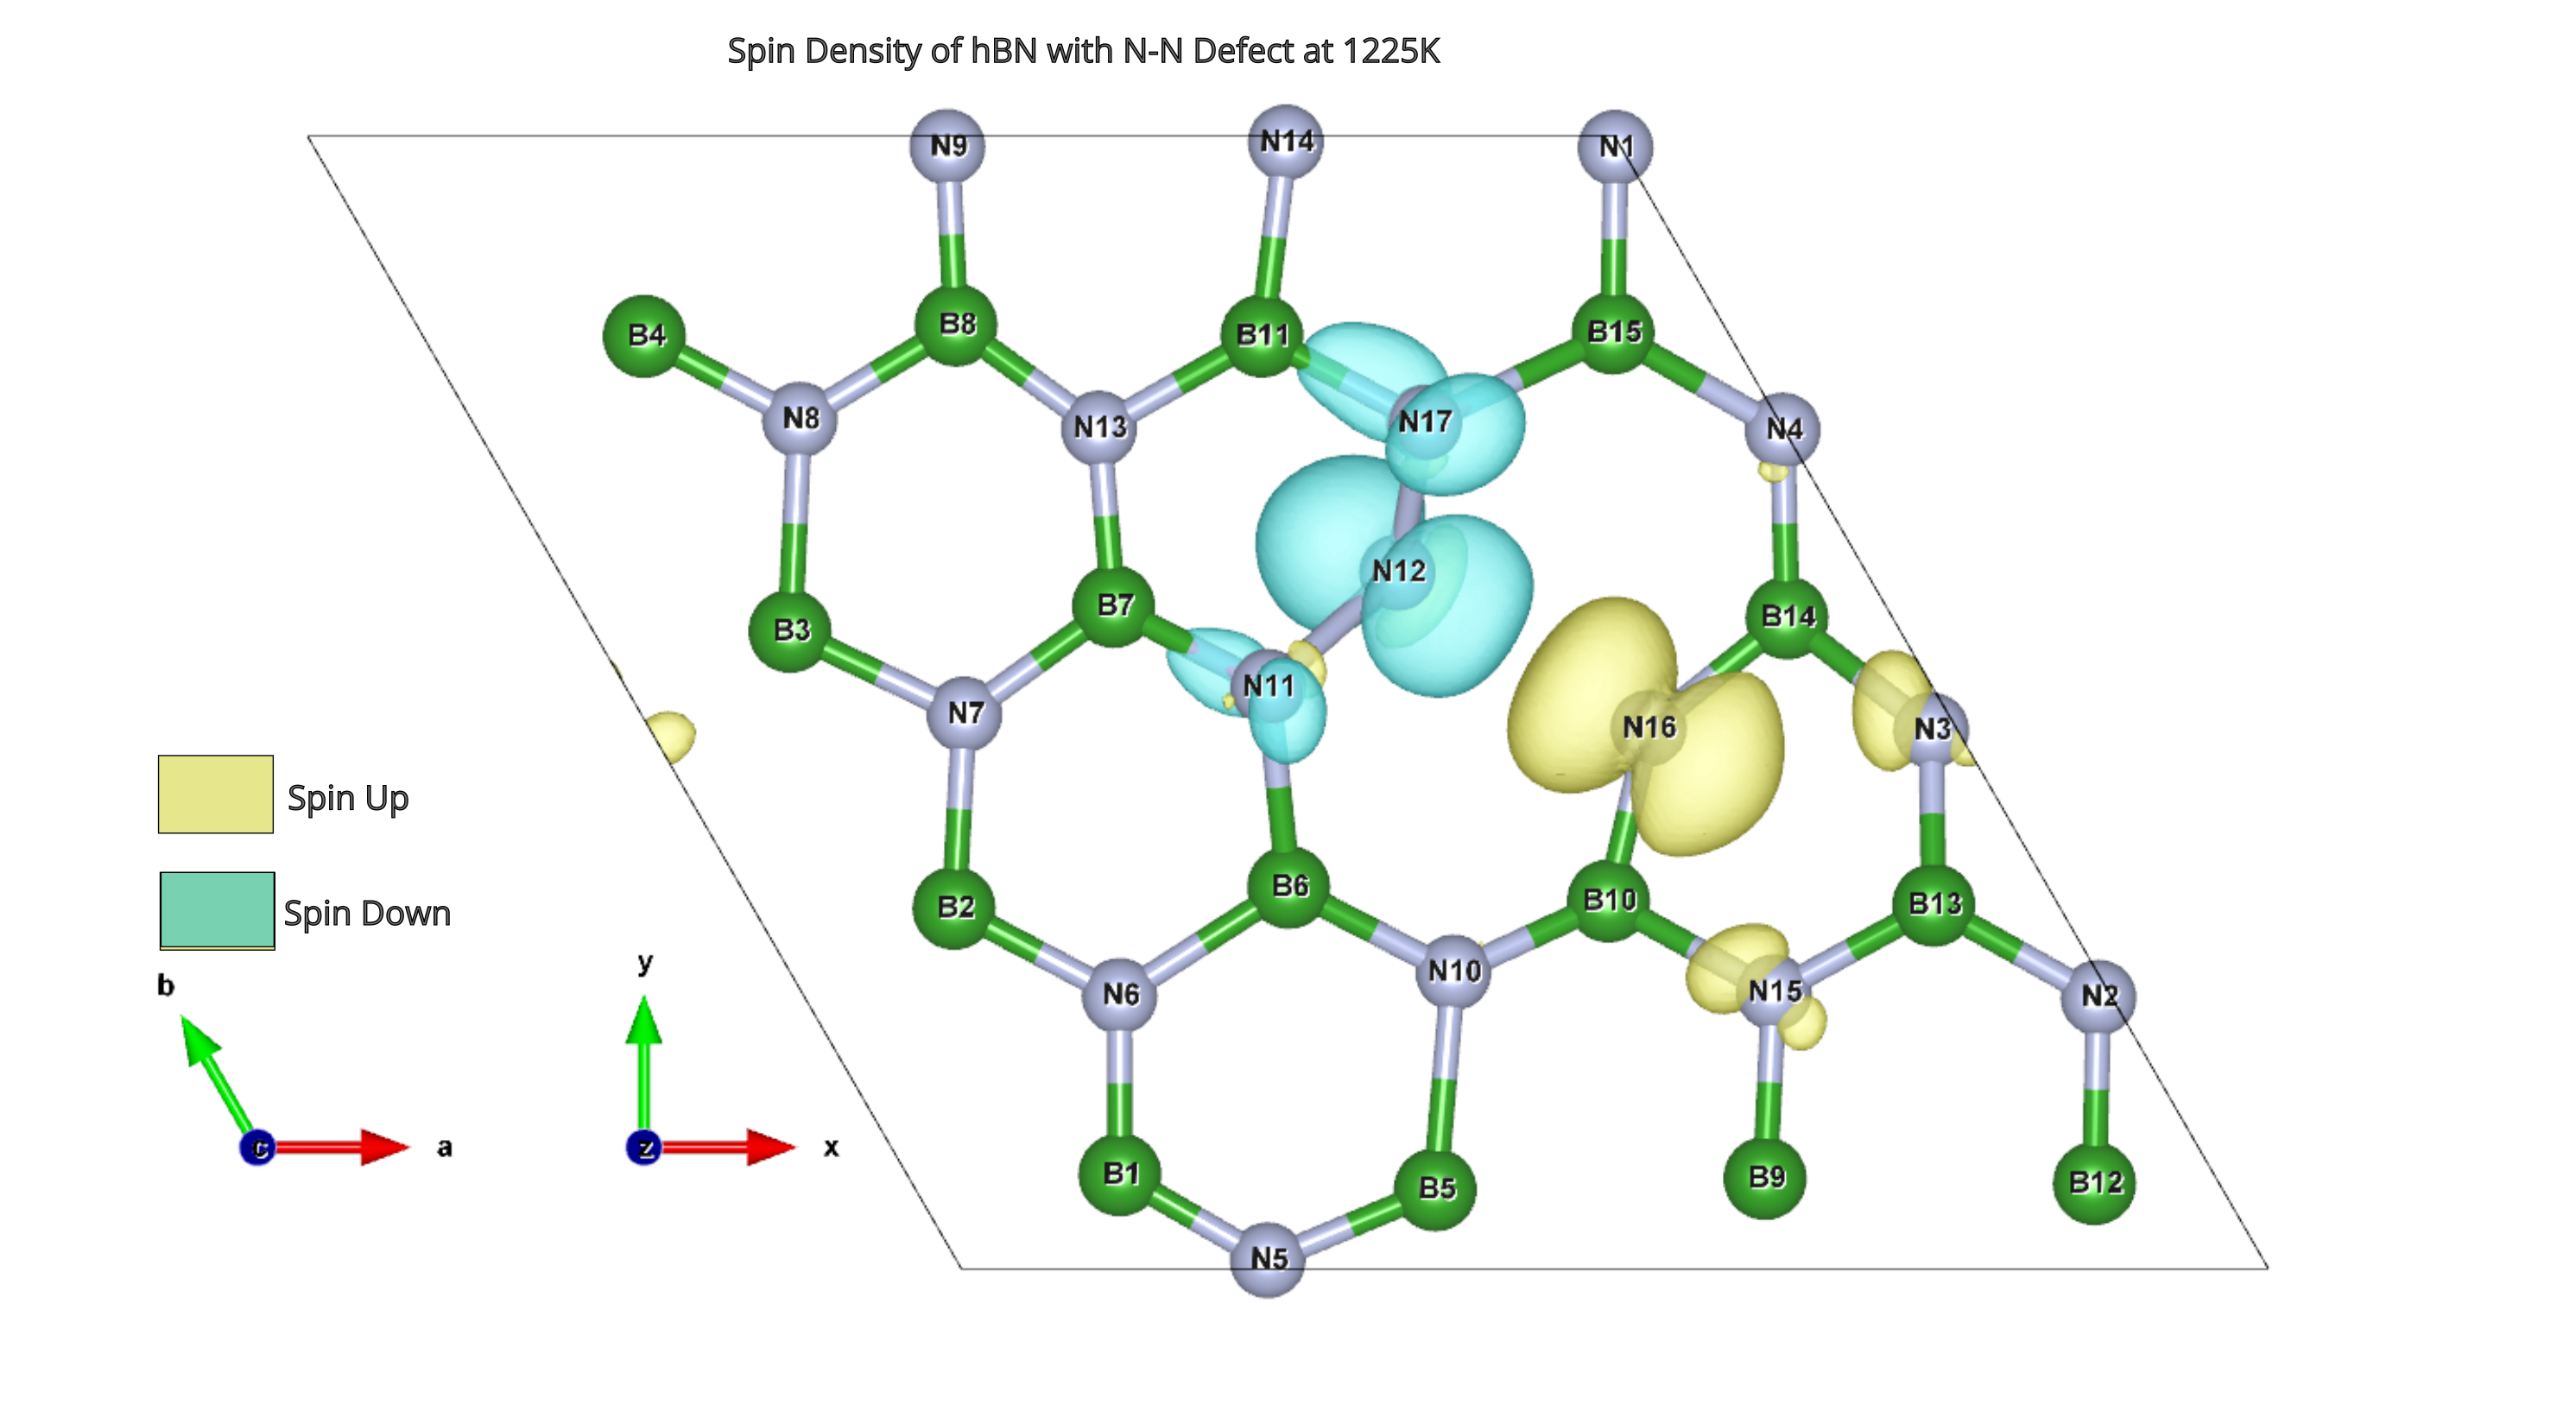 Spin Density of hBN with N-N Defect at 1225K
N9
N14
N1
B4
B8
B11
B15
N8
N13
N17
N4
N12
B3
B7
B14
N7
N11
N16
N3
Spin Up
B2
B6
B10
B13
Spin Down
b
y
N6
N10
N15
N2
c
a
z
x
B1
B5
B9
B12
N5